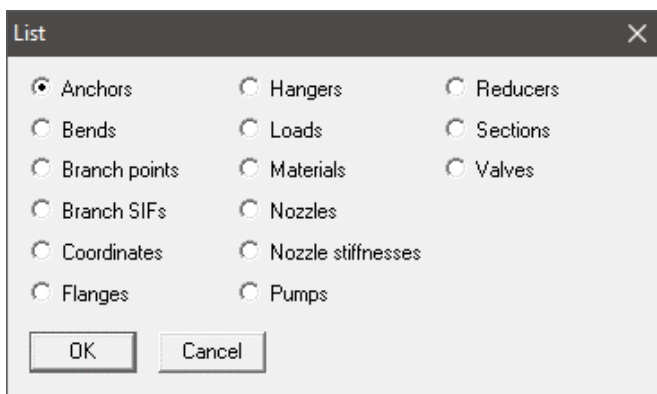 List
Anchors Hangers Reducers
Bends Loads Sections
Branch points Materials Valves
Branch SIFs Nozzles
Coordinates Nozzle stiffnesses
Flanges Pumps
OK Cancel